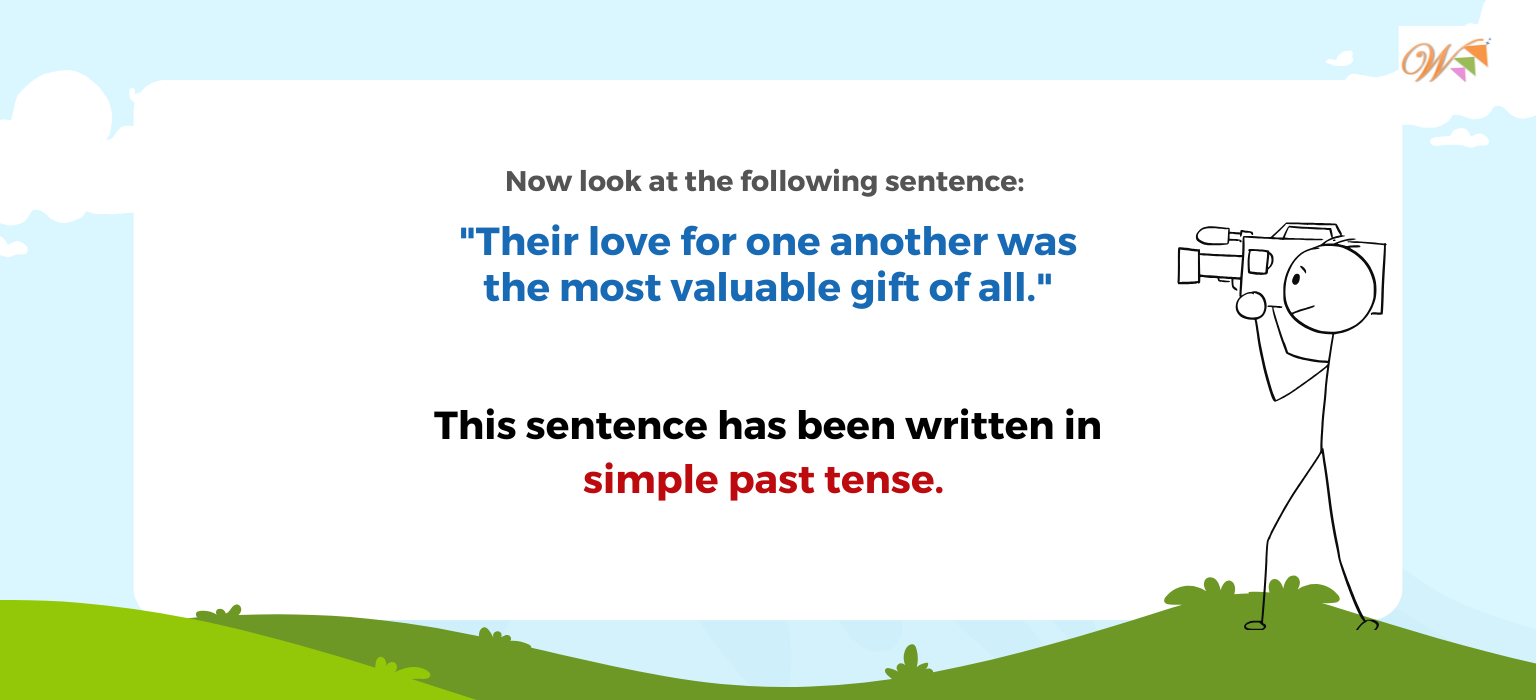 W
Now look at the following sentence:
"Their love for one another was
the most valuable gift of all."
This sentence has been written in
simple past tense.